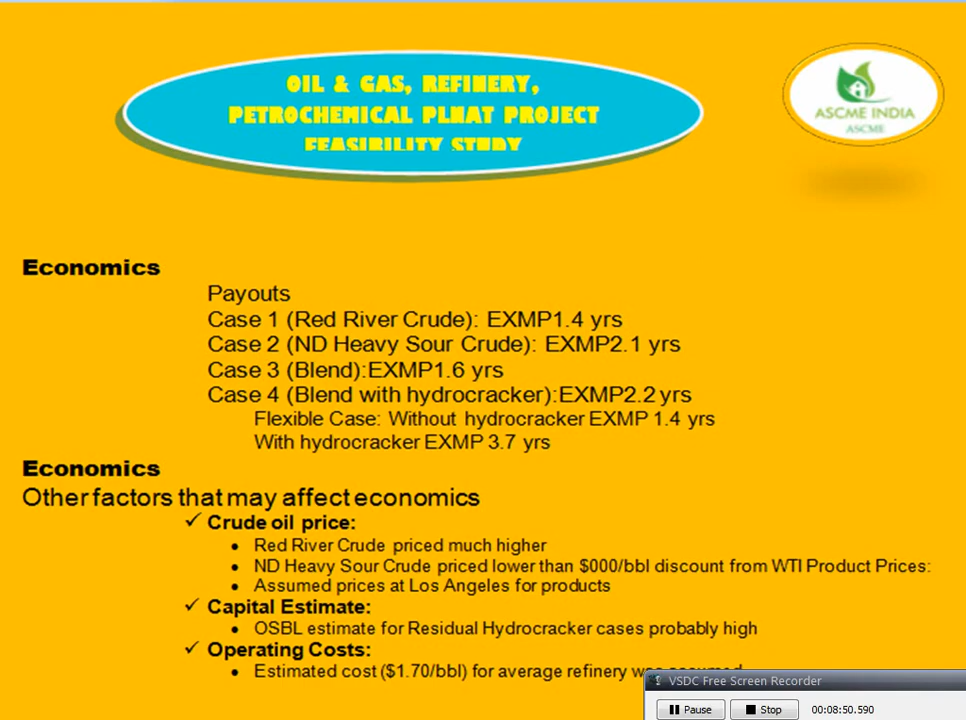 OIL & GAS, REFINERY,
PETROCHEMICAL PLNAT PROJECT
FEASIBILITY STUDY
ASCME INDIA
ASCME
Economics
Payouts
Case 1 (Red River Crude): EXMP1.4 yrs
Case 2 (ND Heavy Sour Crude): EXMP2.1 yrs
Case 3 (Blend):EXMP1.6 yrs
Case 4 (Blend with hydrocracker):EXMP2.2 yrs
Flexible Case: Without hydrocracker EXMP 1.4 yrs
With hydrocracker EXMP 3.7 yrs
Economics
Other factors that may affect economics
✓ Crude oil price:
• Red River Crude priced much higher
• ND Heavy Sour Crude priced lower than $000/bbl discount from WTI Product Prices:
• Assumed prices at Los Angeles for products
✓ Capital Estimate:
• OSBL estimate for Residual Hydrocracker cases probably high
✓ Operating Costs:
• Estimated cost ($1.70/bbl) for average refinery was assumed
VSDC Free Screen Recorder
Pause Stop 00:08:50.590